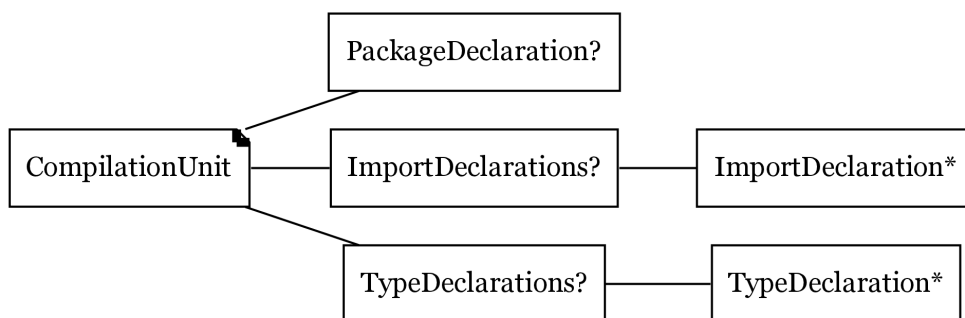 PackageDeclaration?
CompilationUnit
ImportDeclarations?
ImportDeclaration*
TypeDeclarations?
TypeDeclaration*